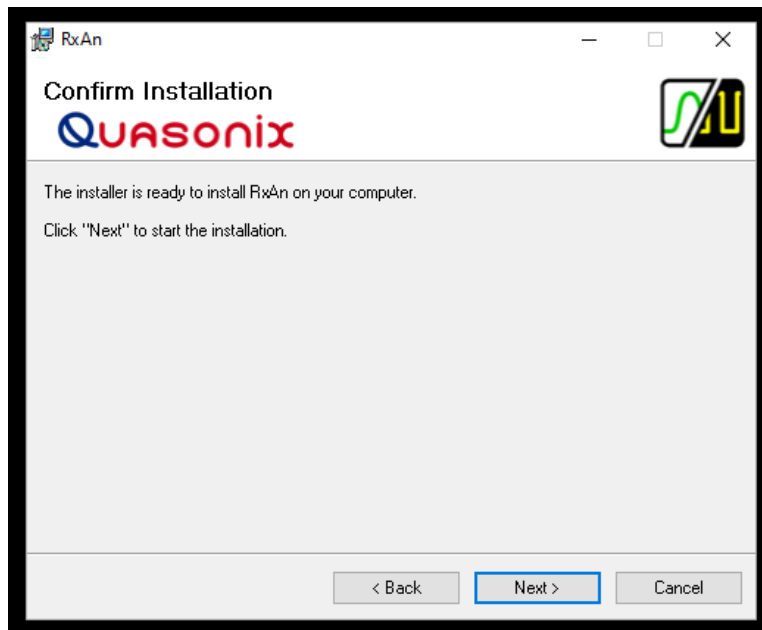 RxAn
Confirm Installation
Quasonix
The installer is ready to install RxAn on your computer.
Click "Next" to start the installation.
< Back
Next >
Cancel